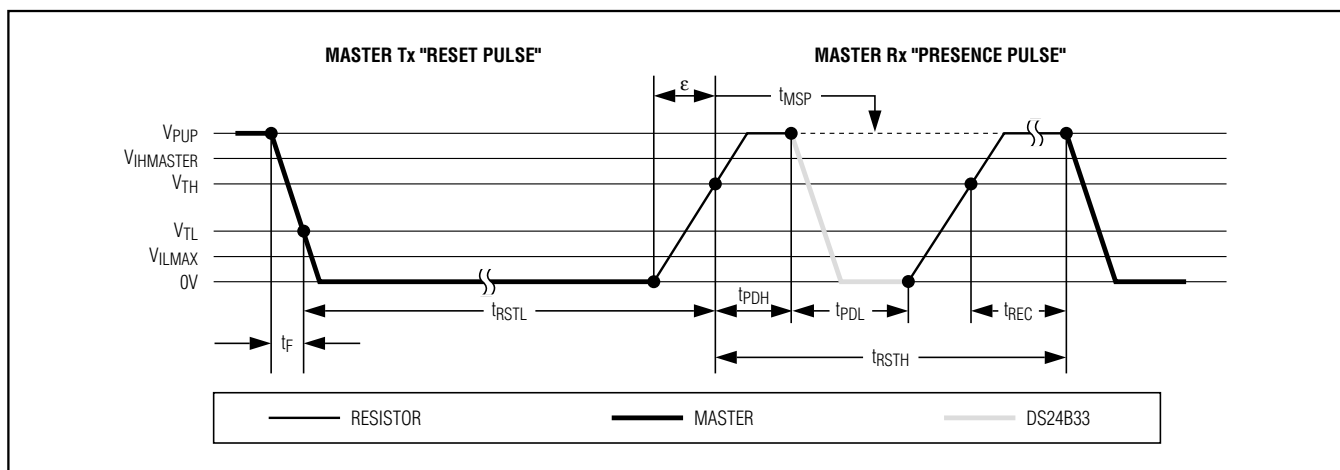 MASTER Tx "RESET PULSE"
MASTER Rx "PRESENCE PULSE"
ε
tMSP
VPUP
VIHMASTER
VTH
VTL
VILMAX
0V
tRSTL
tPDH
tPDL
tREC
tF
tRSTH
RESISTOR
MASTER
DS24B33